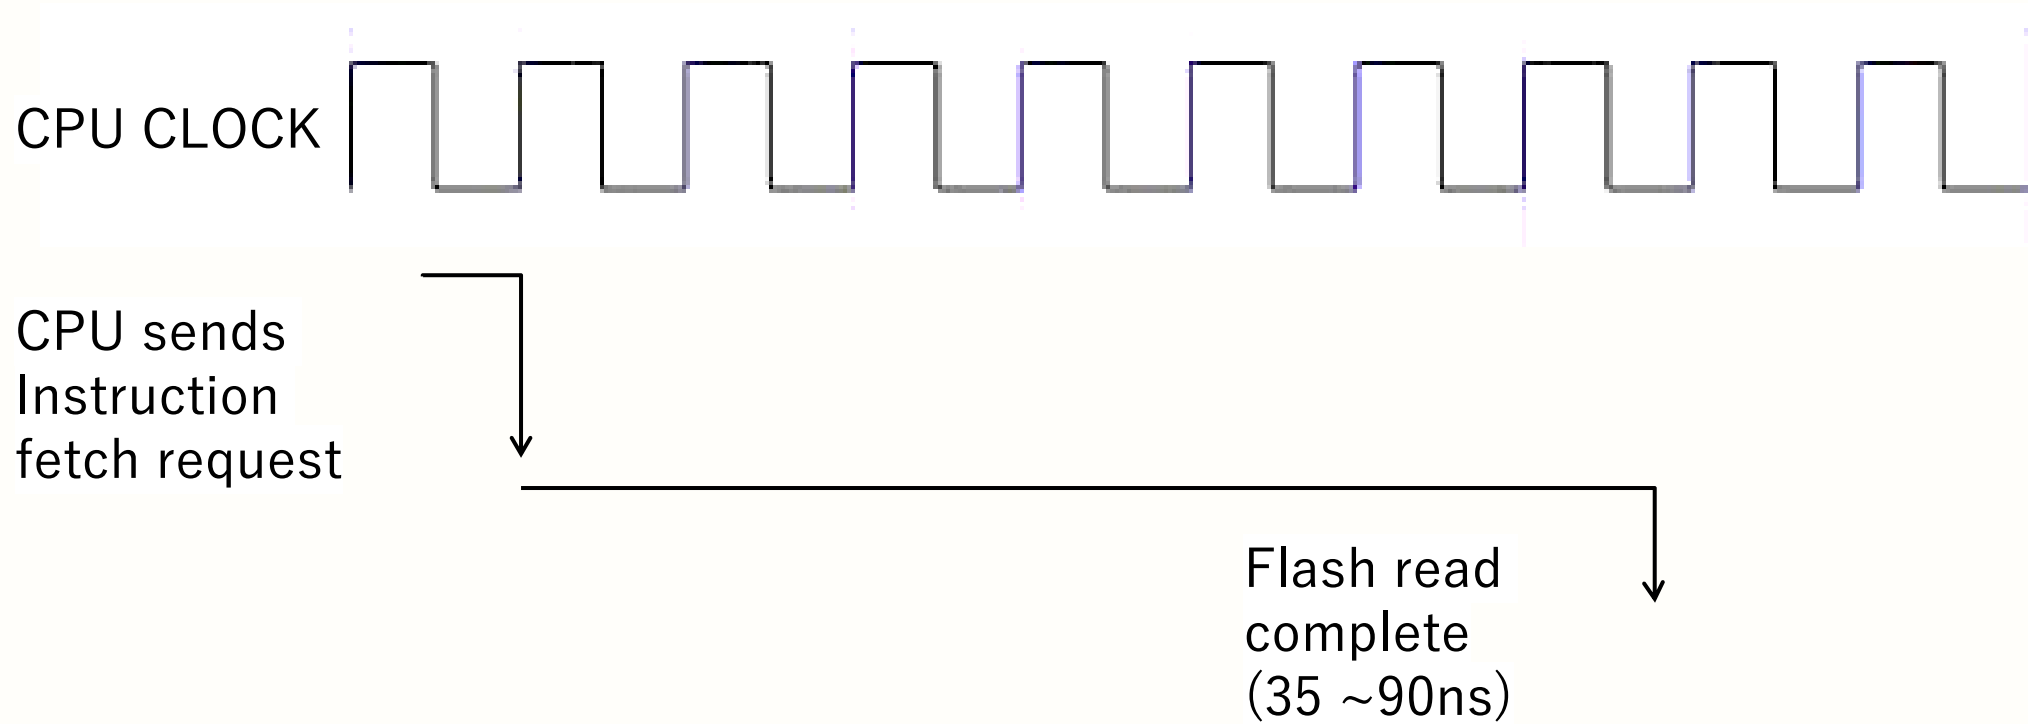 CPU CLOCK
CPU sends
Instruction
fetch request
Flash read
complete
(35 ~90ns)